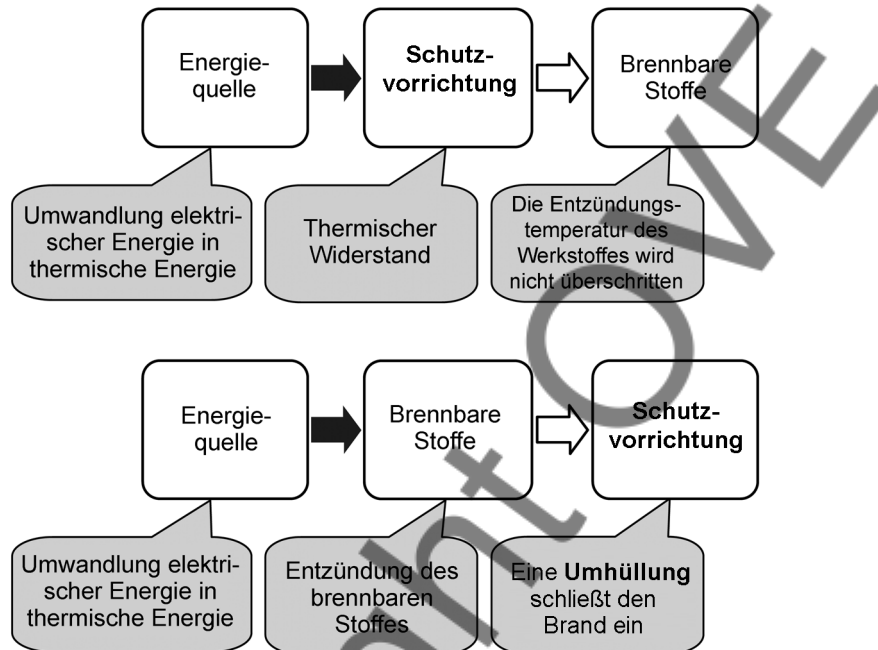 Energie-
quelle
Schutz-
vorrichtung
Brennbare
Stoffe
Umwandlung elektri-
scher Energie in
thermische Energie
Thermischer
Widerstand
Die Entzündungs-
temperatur des
Werkstoffes wird
nicht überschritten
Energie-
quelle
Brennbare
Stoffe
Schutz-
vorrichtung
Umwandlung elektri-
scher Energie in
thermische Energie
Entzündung des
brennbaren
Stoffes
Eine Umhüllung
schließt den
Brand ein
ght OVE